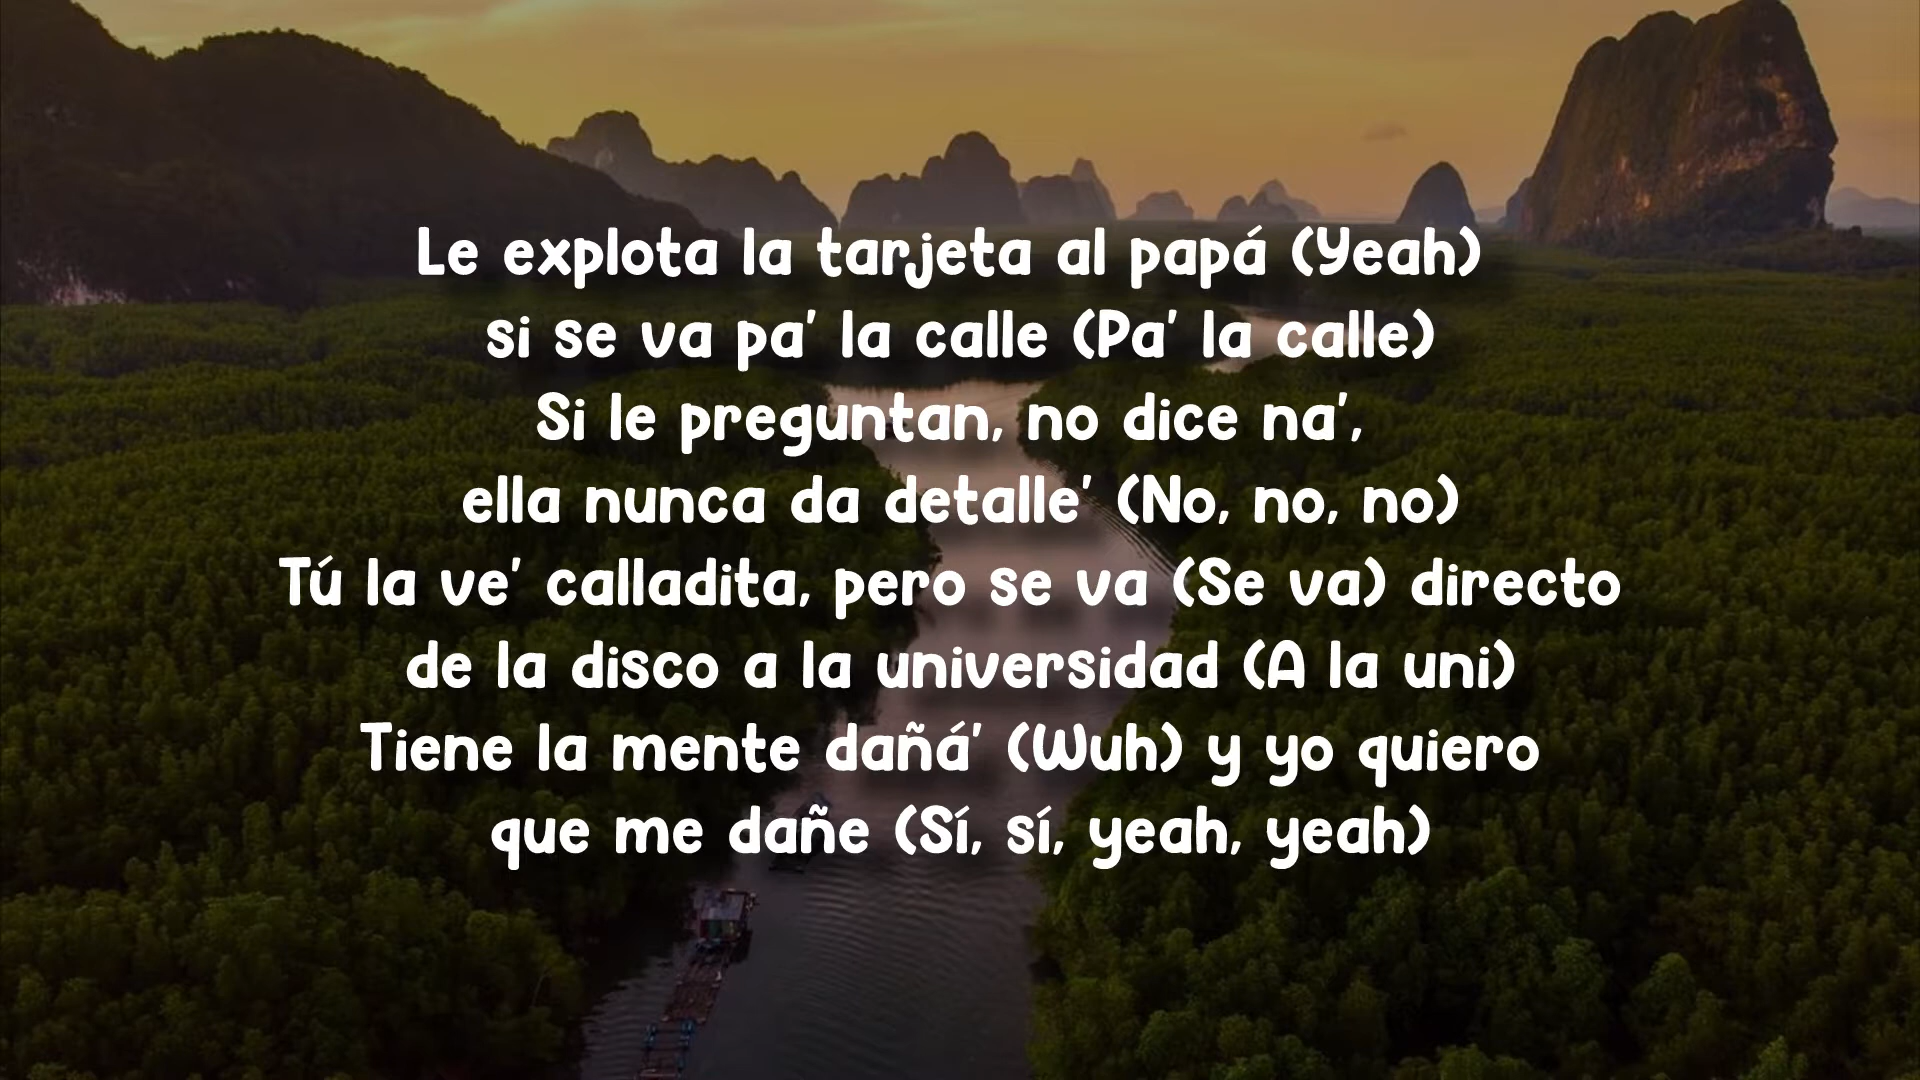 Le explota la tarjeta al papá (Yeah)
si se va pa' la calle (Pa' la calle)
Si le preguntan, no dice na',
ella nunca da detalle' (No, no, no)
Tú la ve' calladita, pero se va (Se va) directo
de la disco a la universidad (A la uni)
Tiene la mente dañá' (Wuh) y yo quiero
que me dañe (Sí, sí, yeah, yeah)